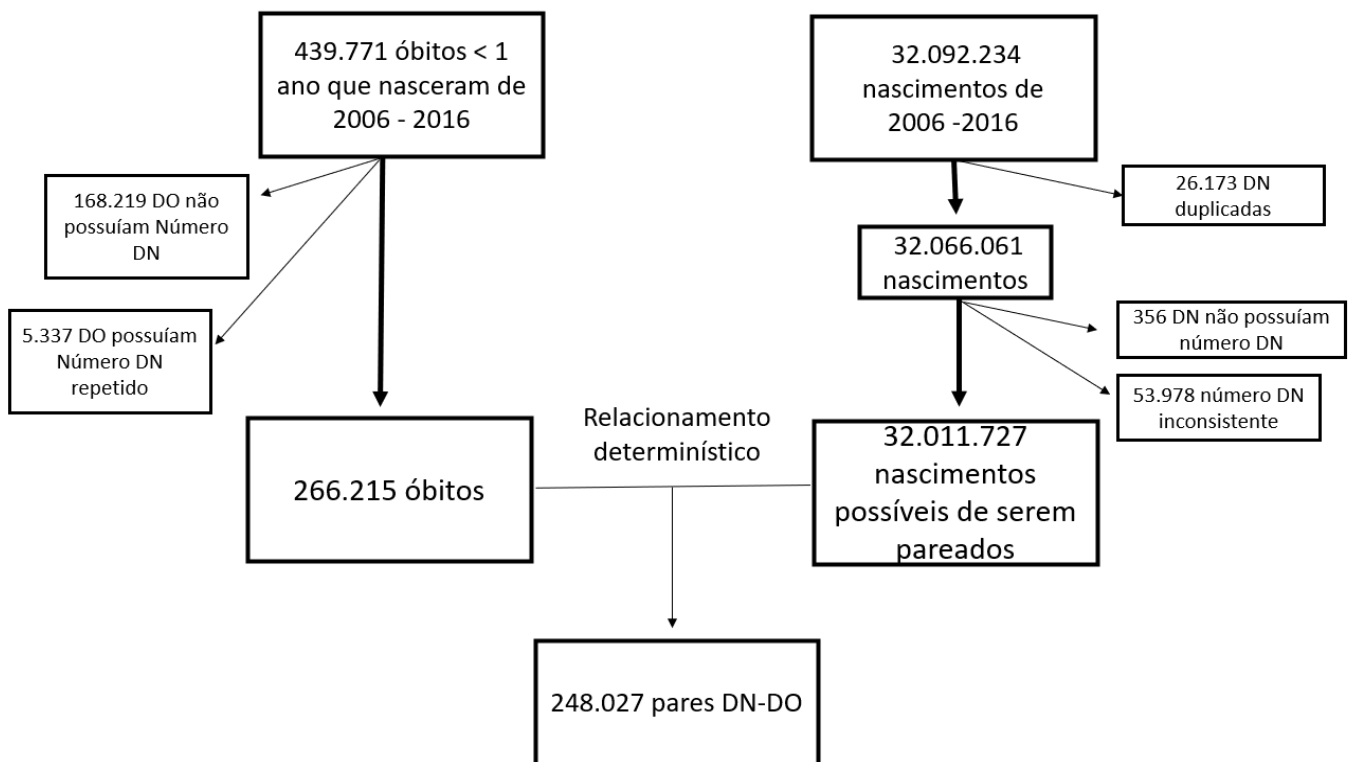 439.771 óbitos < 1
ano que nasceram de
2006 - 2016
32.092.234
nascimentos de
2006 -2016
168.219 DO não
possuíam Número
DN
26.173 DN
duplicadas
32.066.061
nascimentos
5.337 DO possuíam
Número DN
repetido
356 DN não possuíam
número DN
53.978 número DN
inconsistente
Relacionamento
determinístico
266.215 óbitos
32.011.727
nascimentos
possíveis de serem
pareados
248.027 pares DN-DO